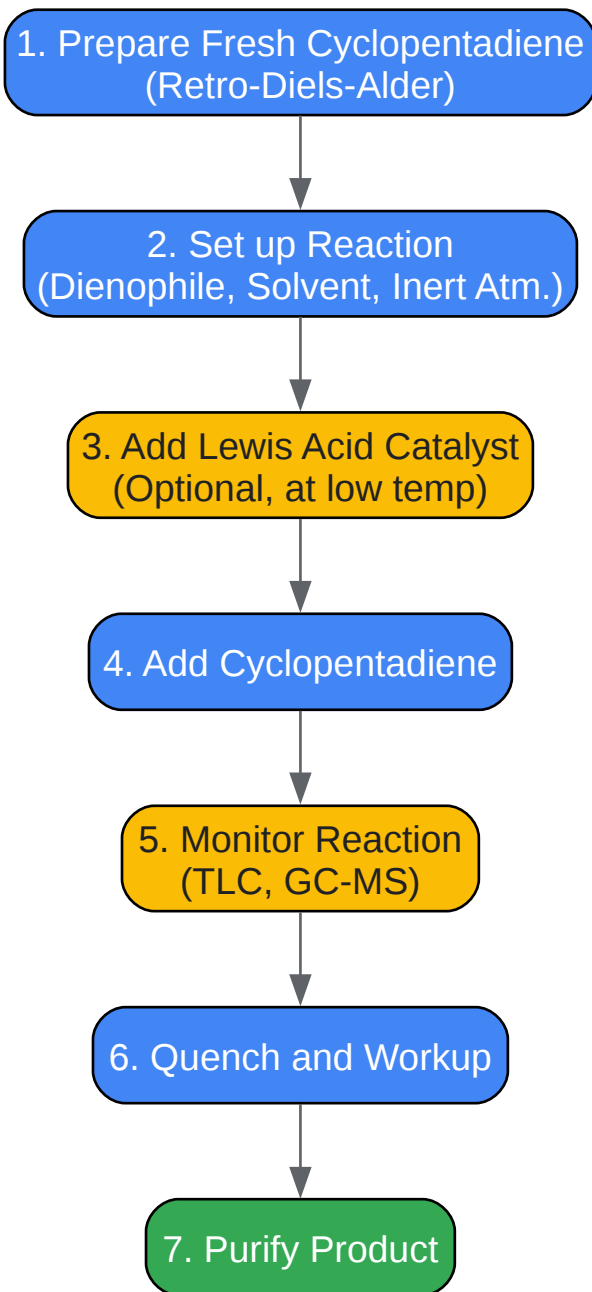 1. Prepare Fresh Cyclopentadiene
(Retro-Diels-Alder)
2. Set up Reaction
(Dienophile, Solvent, Inert Atm.)
3. Add Lewis Acid Catalyst
(Optional, at low temp)
4. Add Cyclopentadiene
5. Monitor Reaction
(TLC, GC-MS)
6. Quench and Workup
7. Purify Product